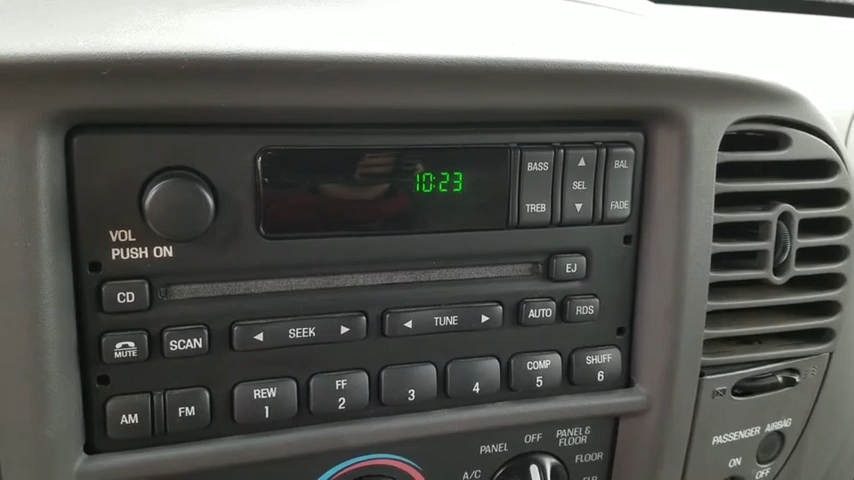 10:23
BASS
TREB
SEL
BAL
FADE
VOL
PUSH ON
EJ
CD
MUTE
SCAN
SEEK
TUNE
AUTO
RDS
AM
FM
REW
1
FF
2
3
4
COMP
5
SHUFF
6
A/C
PANEL
OFF
PANEL &
FLOOR
FLOOR
PASSENGER AIRBAG
ON
OFF